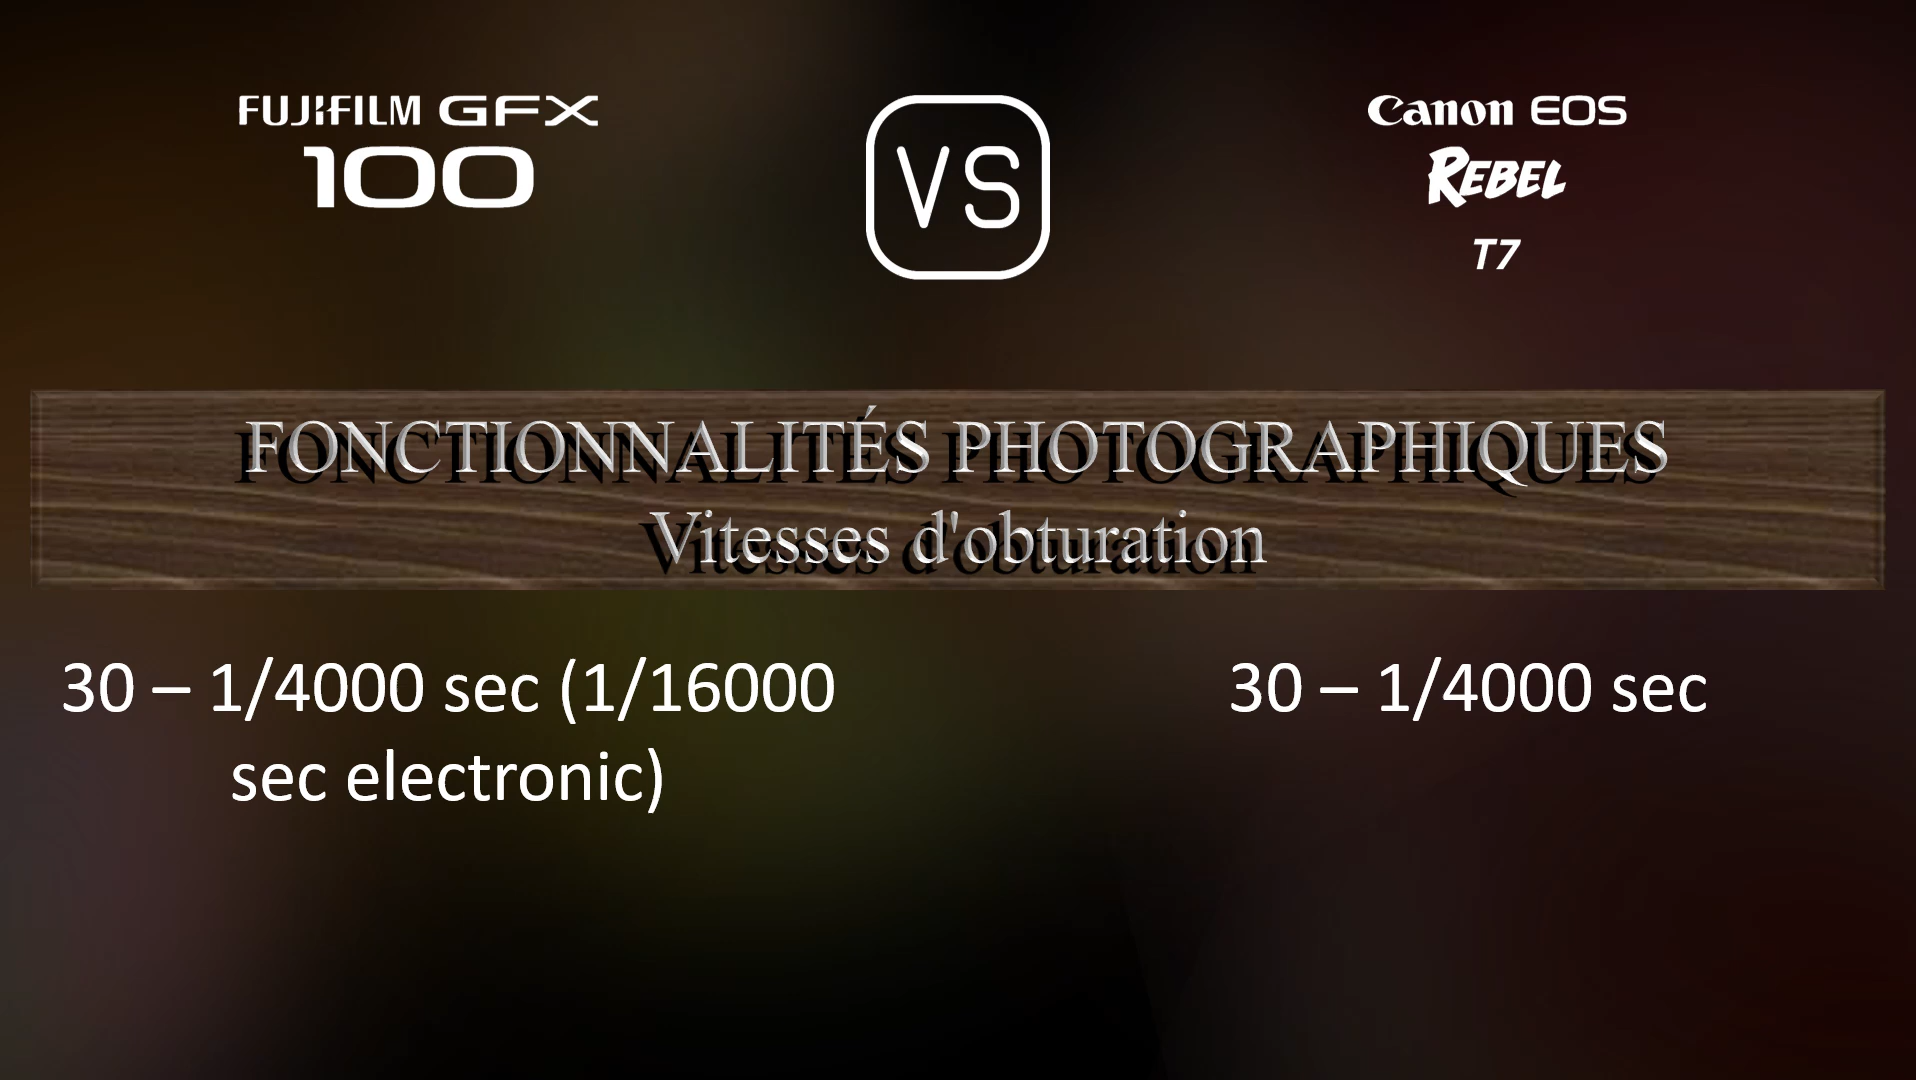 FUJIFILM GFX
100
VS
Canon EOS
REBEL
T7
FONCTIONNALITÉS PHOTOGRAPHIQUES
Vitesses d'obturation
30 – 1/4000 sec (1/16000
sec electronic)
30 – 1/4000 sec